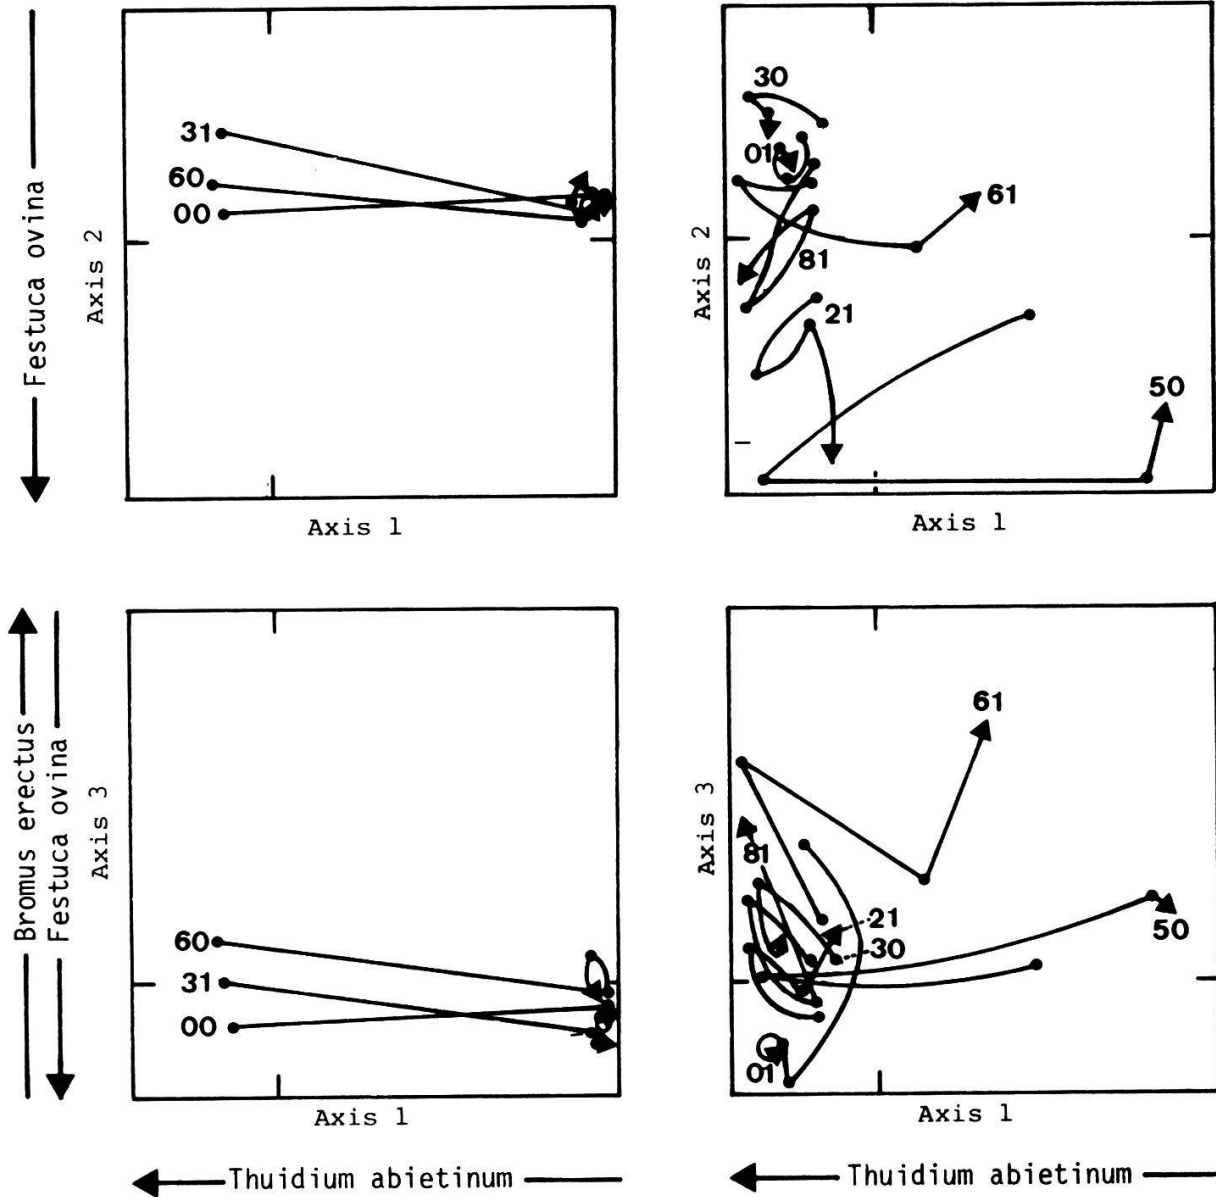 Festuca ovina
Axis 2
31
60
00
Axis 1
Axis 2
30
01
61
81
21
50
Axis 1
Bromus erectus
Festuca ovina
Axis 3
60
31
00
Axis 1
Axis 3
61
81
21
30
50
01
Axis 1
Thuidium abietinum
Thuidium abietinum